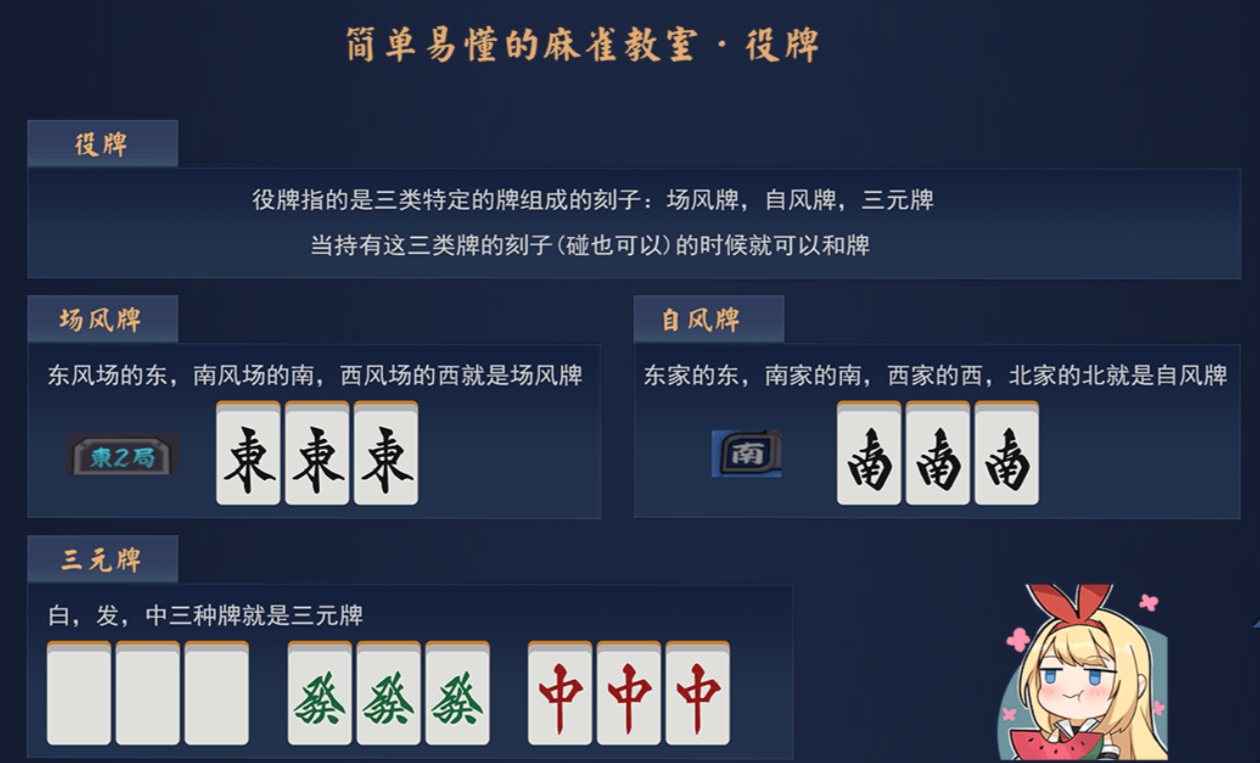 简单易懂的麻雀教室·役牌
役牌
役牌指的是三类特定的牌组成的刻子：场风牌，自风牌，三元牌
当持有这三类牌的刻子(碰也可以)的时候就可以和牌
场风牌
东风场的东，南风场的南，西风场的西就是场风牌
東2局
東 東 東
自风牌
东家的东，南家的南，西家的西，北家的北就是自风牌
南
南 南 南
三元牌
白，发，中三种牌就是三元牌
發 發 發 中 中 中